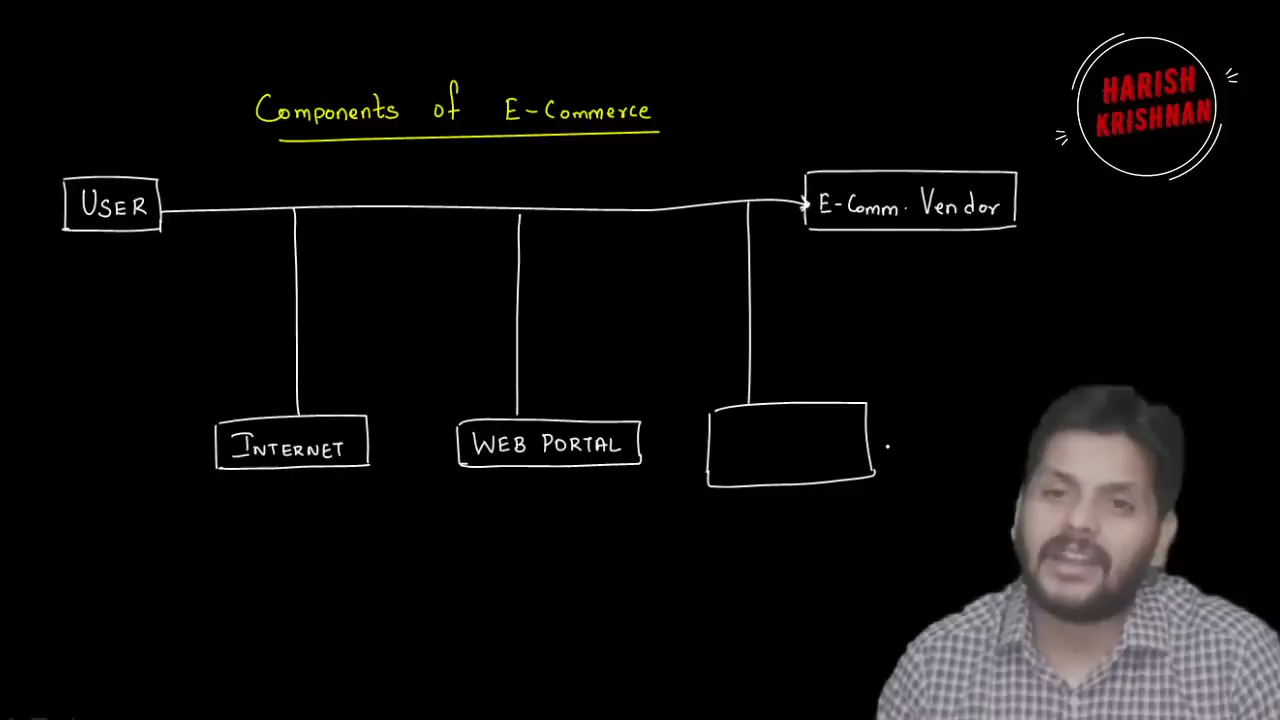 Components of E-Commerce
HARISH
KRISHNAN
USER
E-Comm. Vendor
INTERNET
WEB PORTAL